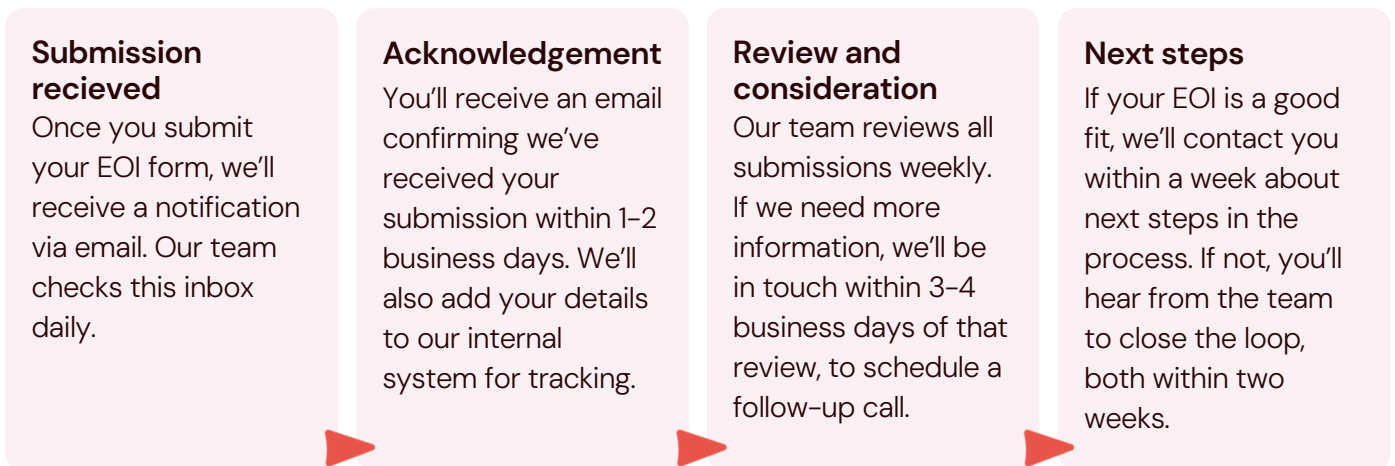 Submission
recieved
Once you submit
your EOI form, we’ll
receive a notification
via email. Our team
checks this inbox
daily.
Acknowledgement
You’ll receive an email
confirming we’ve
received your
submission within 1–2
business days. We’ll
also add your details
to our internal
system for tracking.
Review and
consideration
Our team reviews all
submissions weekly.
If we need more
information, we’ll be
in touch within 3–4
business days of that
review, to schedule a
follow-up call.
Next steps
If your EOI is a good
fit, we’ll contact you
within a week about
next steps in the
process. If not, you’ll
hear from the team
to close the loop,
both within two
weeks.